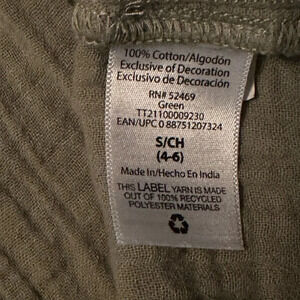 100% Cotton/Algodón
Exclusive of Decoration
Exclusivo de Decoración
RN# 52469
Green
TT21100009230
EAN/UPC 0 88751207324
S/CH
(4-6)
Made In/Hecho En India
THIS LABEL YARN IS MADE
OUT OF 100% RECYCLED
POLYESTER MATERIALS